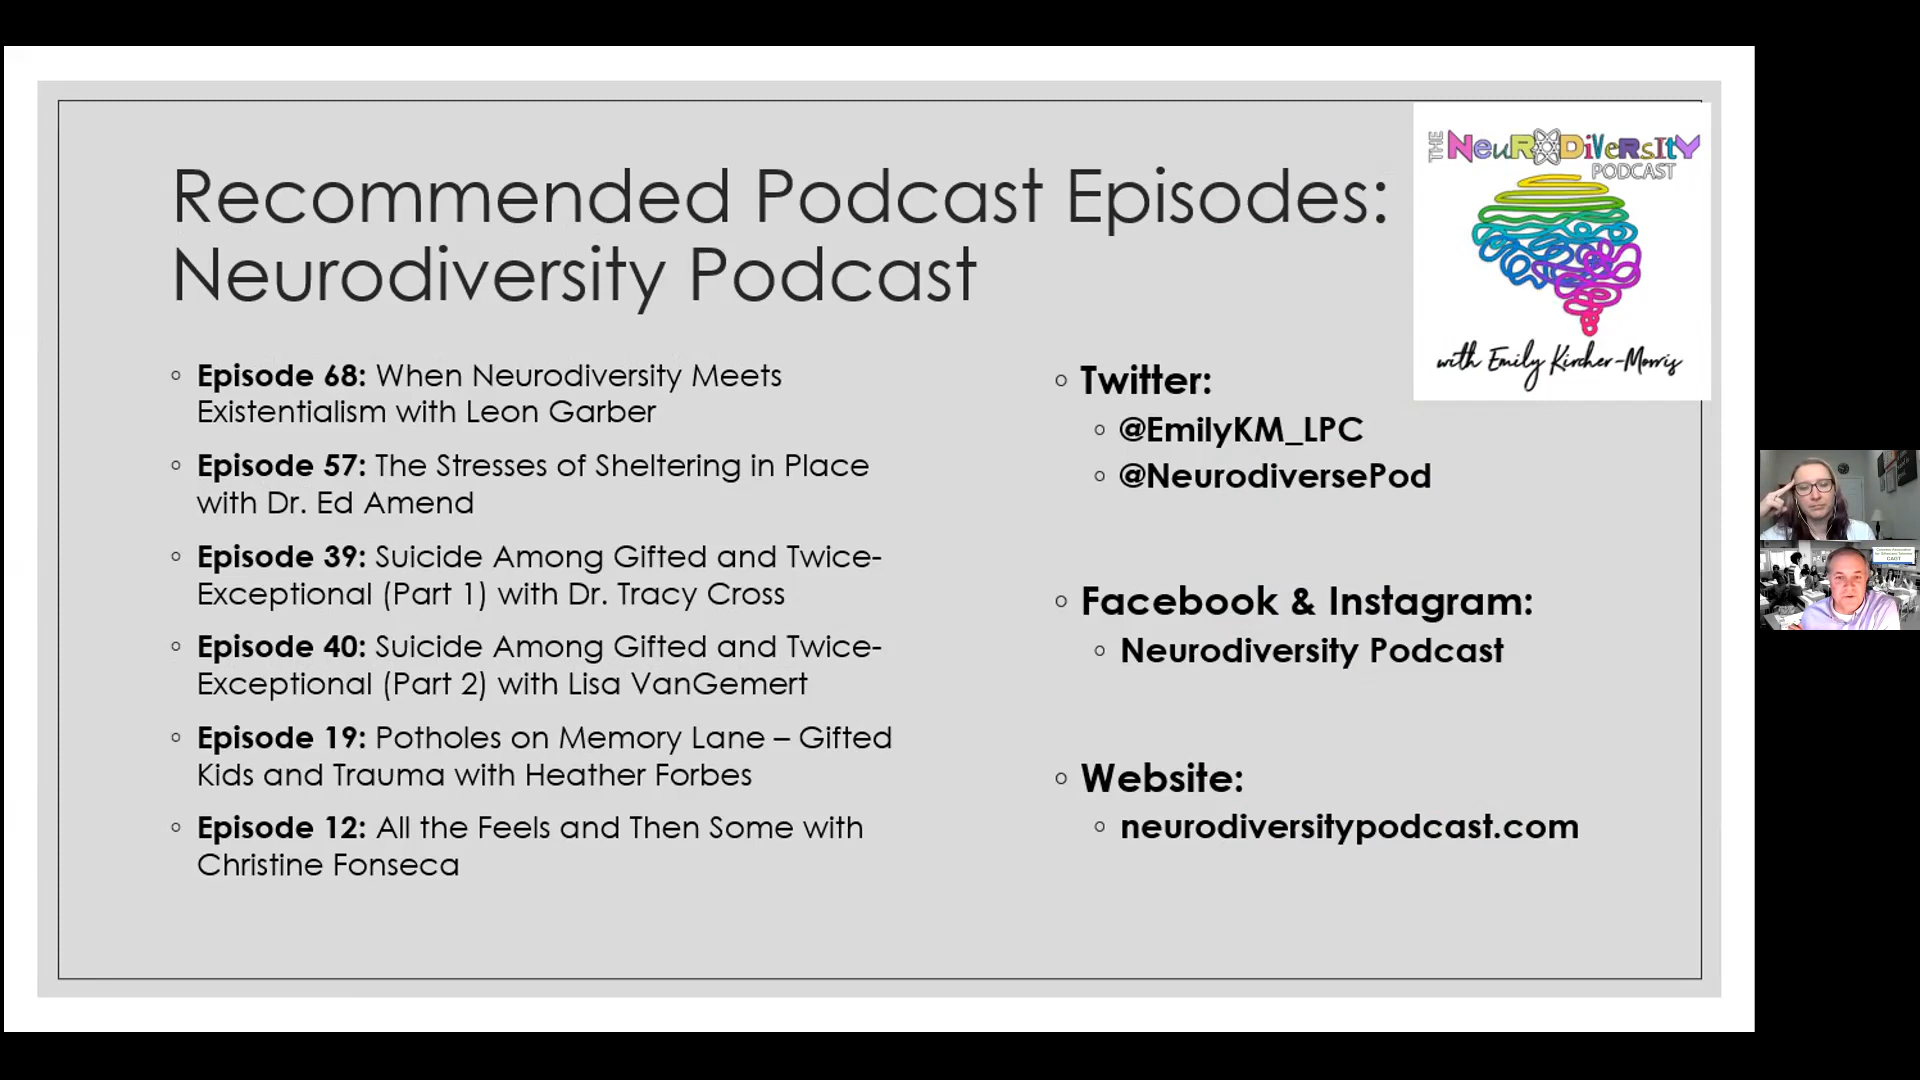 Recommended Podcast Episodes:
Neurodiversity Podcast
THE NeuRODiVeRsItY
PODCAST
with Emily Kircher-Morris
◦ Episode 68: When Neurodiversity Meets
Existentialism with Leon Garber
◦ Episode 57: The Stresses of Sheltering in Place
with Dr. Ed Amend
◦ Episode 39: Suicide Among Gifted and Twice-
Exceptional (Part 1) with Dr. Tracy Cross
◦ Episode 40: Suicide Among Gifted and Twice-
Exceptional (Part 2) with Lisa VanGemert
◦ Episode 19: Potholes on Memory Lane – Gifted
Kids and Trauma with Heather Forbes
◦ Episode 12: All the Feels and Then Some with
Christine Fonseca
◦ Twitter:
◦ @EmilyKM_LPC
◦ @NeurodiversePod
◦ Facebook & Instagram:
◦ Neurodiversity Podcast
◦ Website:
◦ neurodiversitypodcast.com
CAGT